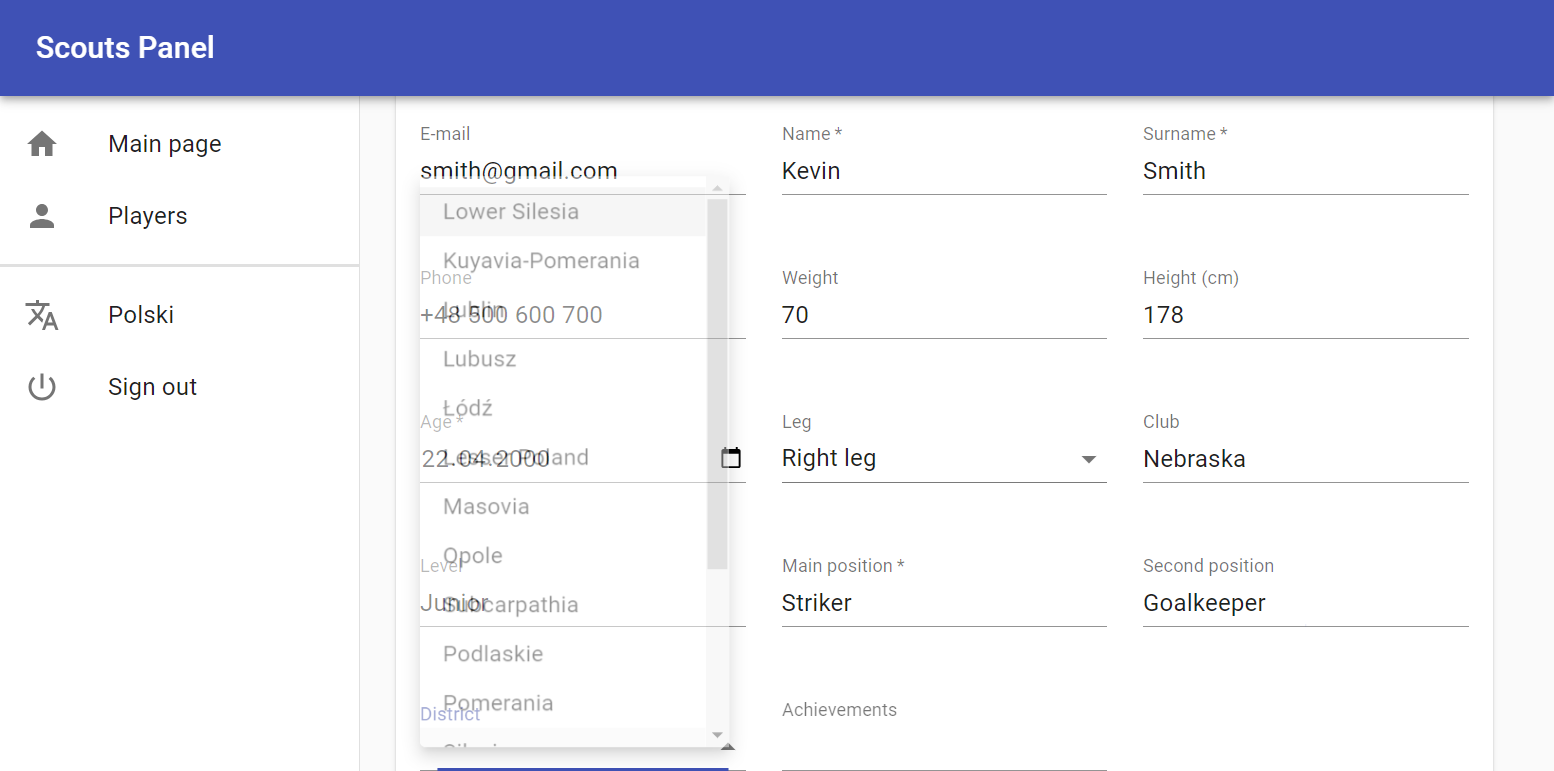 Scouts Panel
Main page
Players
Polski
Sign out
E-mail
smith@gmail.com
Name *
Kevin
Surname *
Smith
Phone
+48 500 600 700
Weight
70
Height (cm)
178
Age *
22.04.2000
Leg
Right leg
Club
Nebraska
Level
Junior
Main position *
Striker
Second position
Goalkeeper
District
Achievements
Lower Silesia
Kuyavia-Pomerania
Lublin
Lubusz
Łódź
Lesser Poland
Masovia
Opole
Subcarpathia
Podlaskie
Pomerania